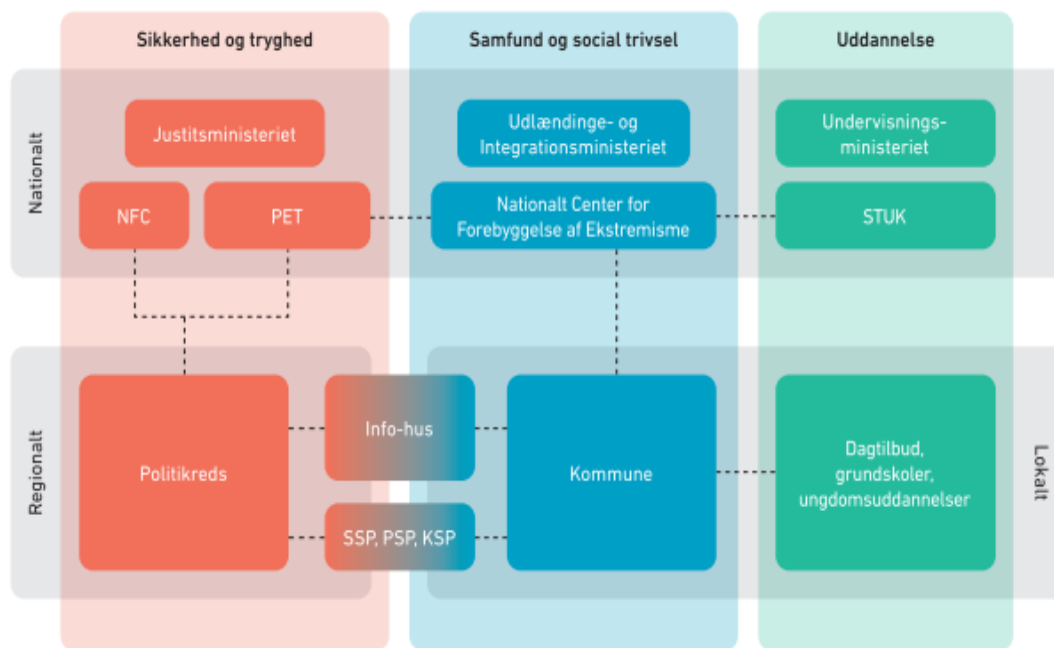 Sikkerhed og tryghed
Samfund og social trivsel
Uddannelse
Nationalt
Justitsministeriet
Udlændinge- og
Integrationsministeriet
Undervisnings-
ministeriet
NFC
PET
Nationalt Center for
Forebyggelse af Ekstremisme
STUK
Regionalt
Politikreds
Info-hus
SSP, PSP, KSP
Kommune
Dagtilbud,
grundskoler,
ungdomsuddannelser
Lokalt